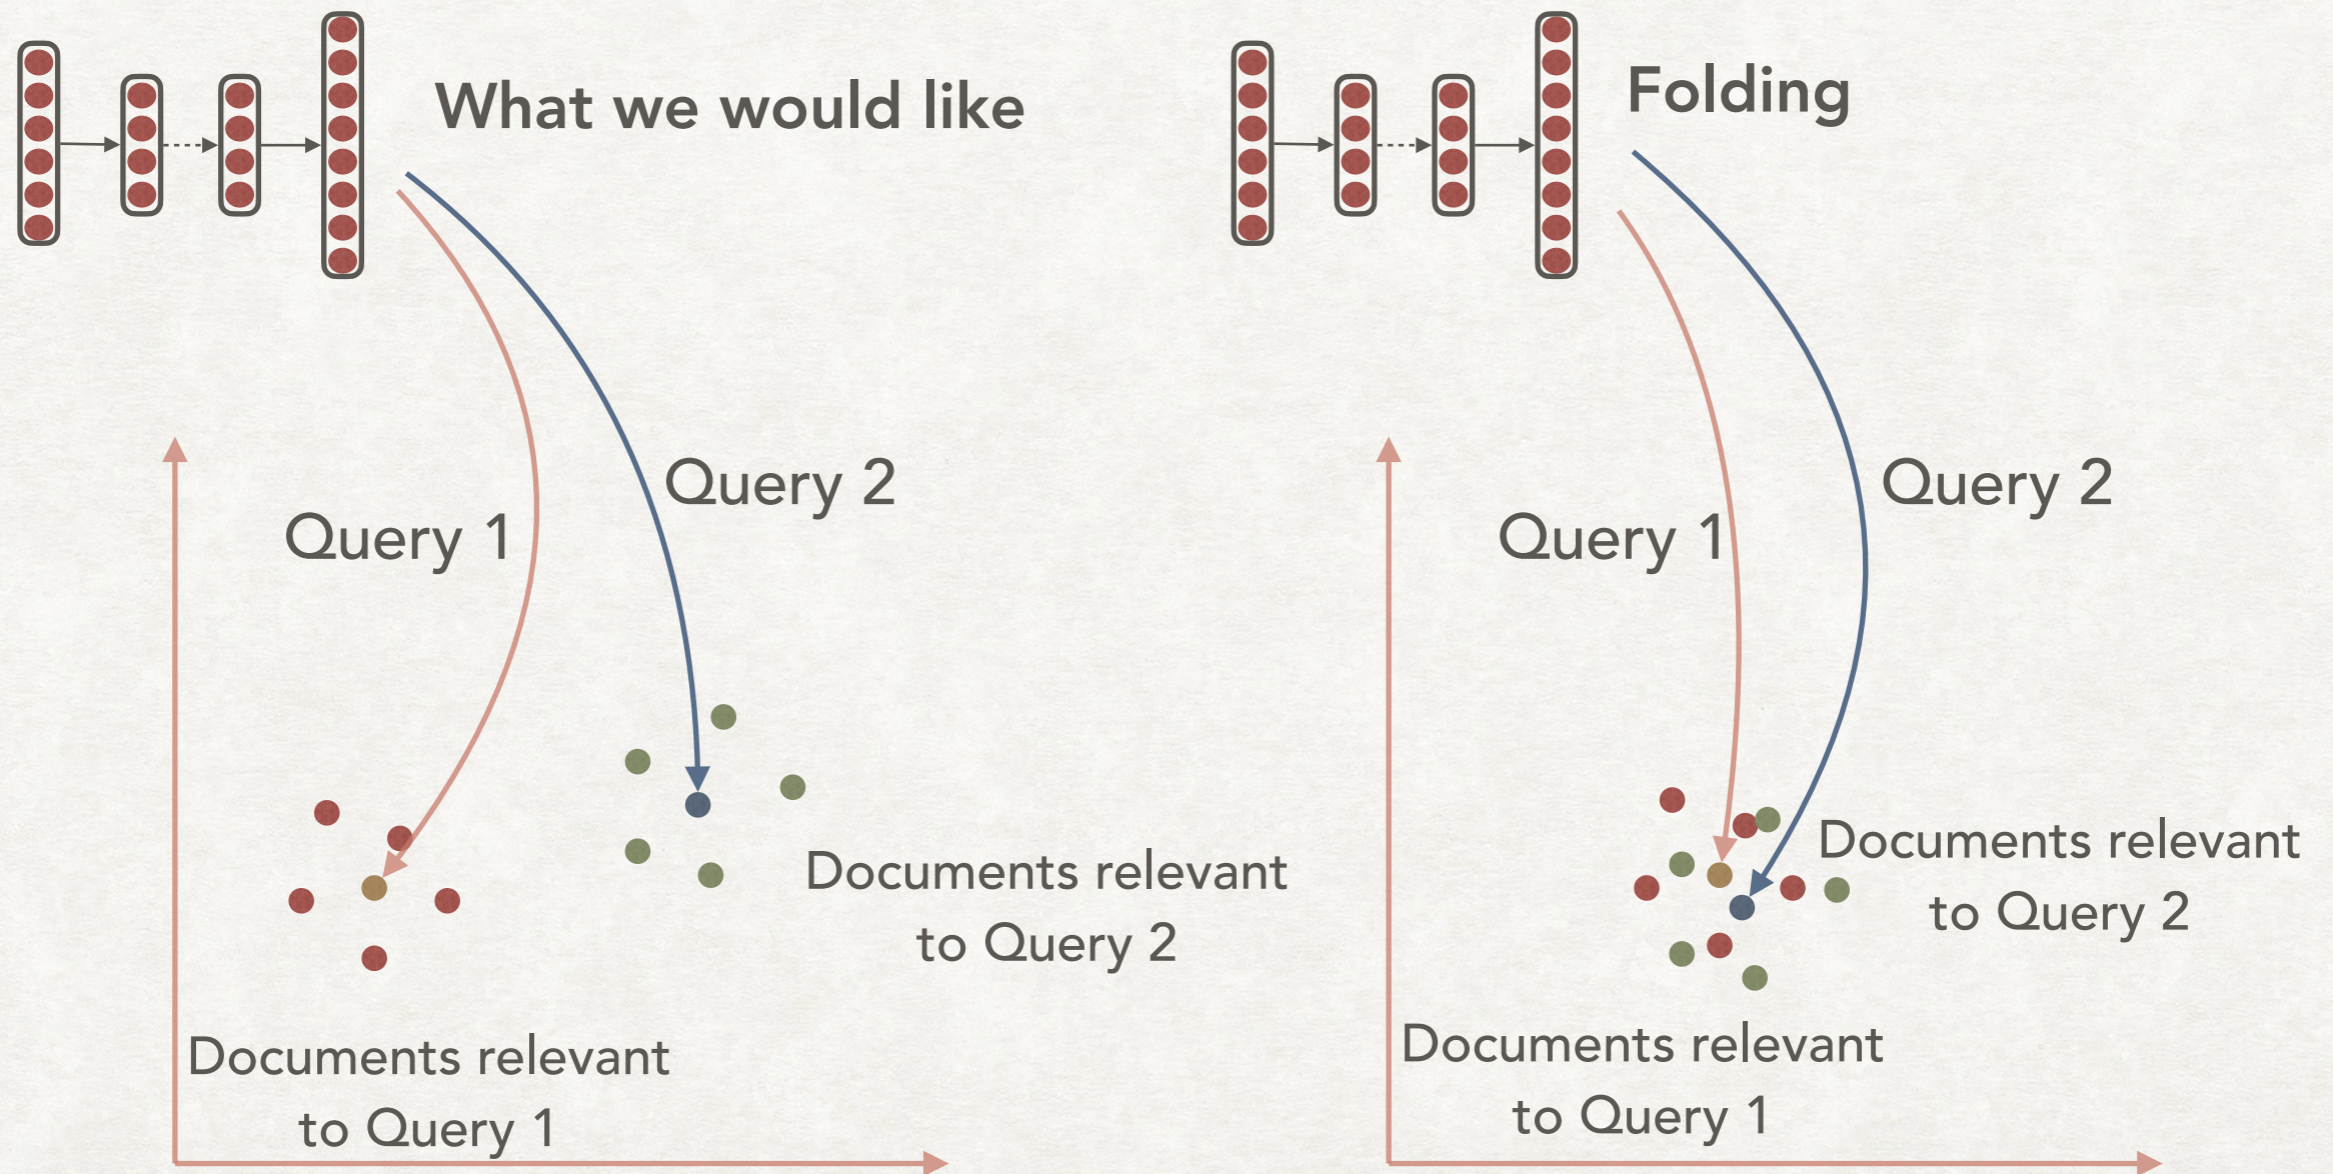 What we would like
Query 1
Query 2
Documents relevant
to Query 2
Documents relevant
to Query 1
Folding
Query 1
Query 2
Documents relevant
to Query 2
Documents relevant
to Query 1